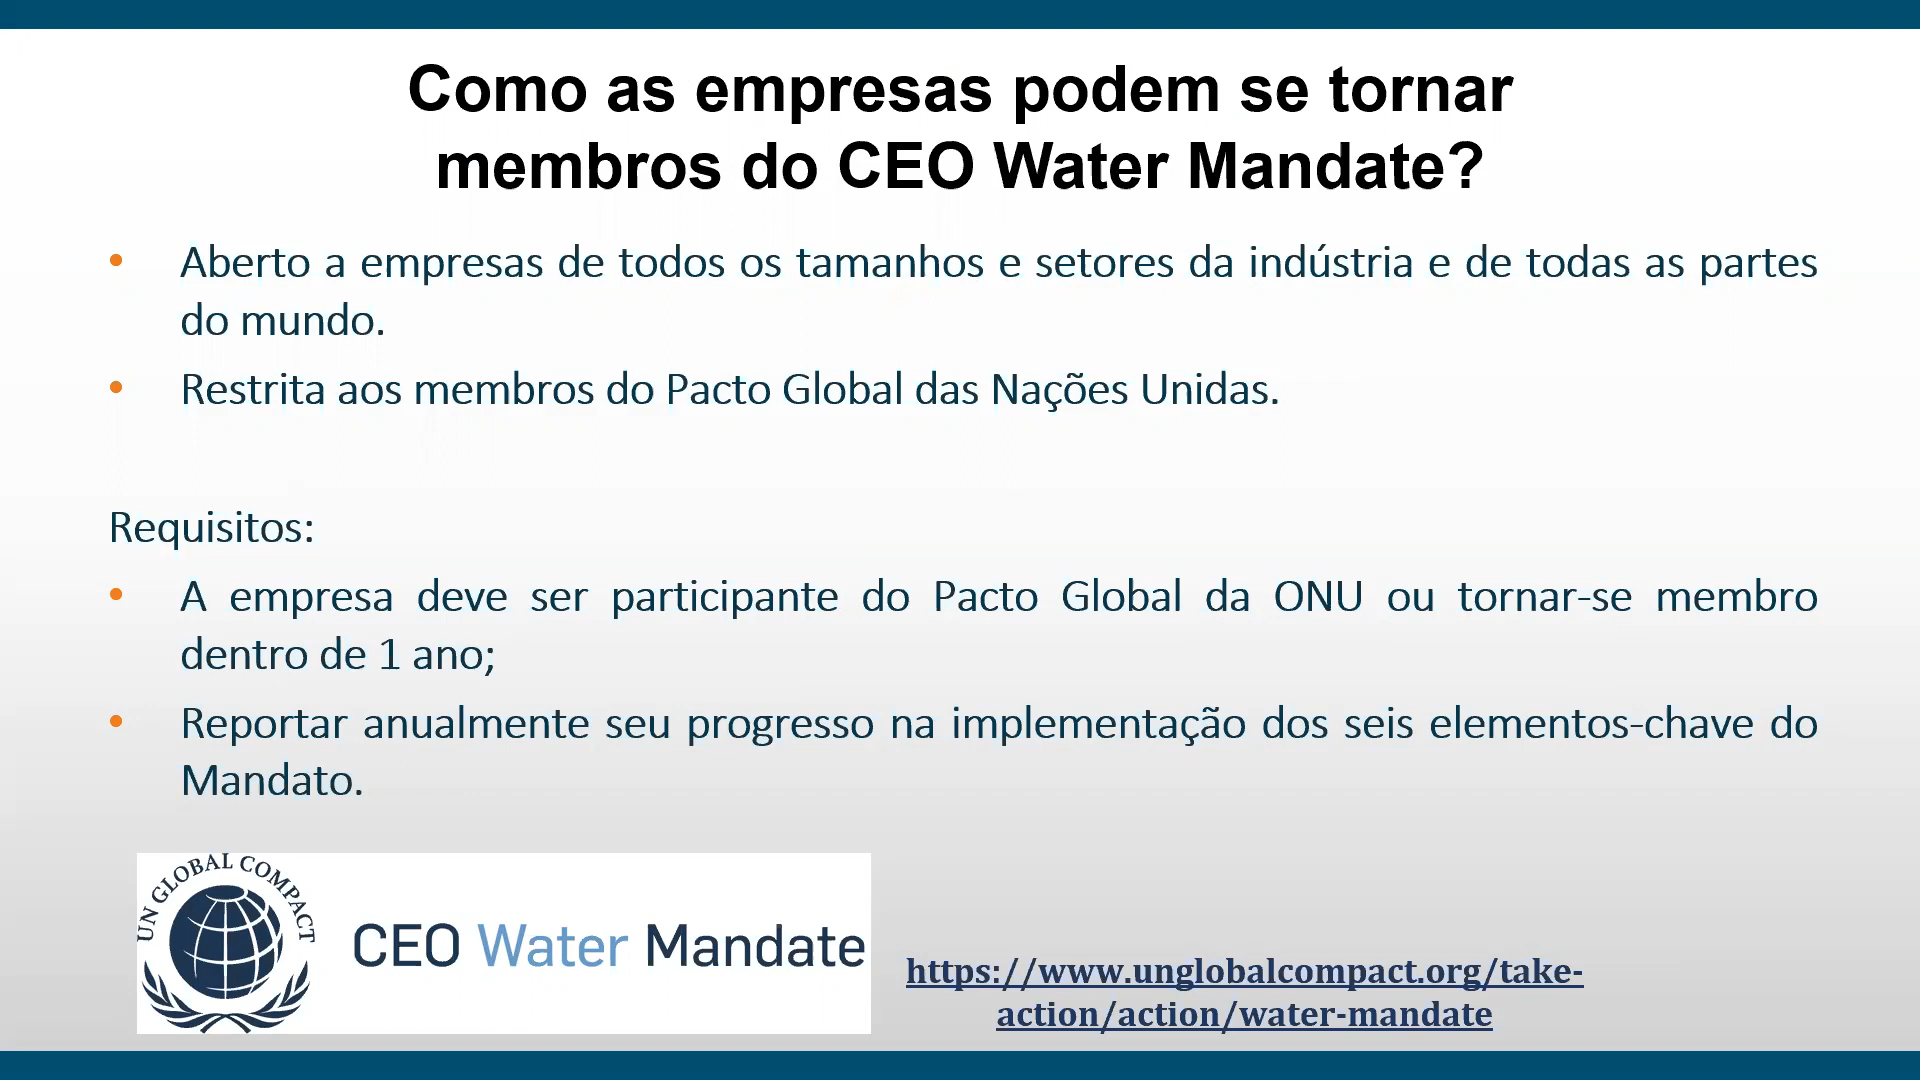 Como as empresas podem se tornar
membros do CEO Water Mandate?
• Aberto a empresas de todos os tamanhos e setores da indústria e de todas as partes
do mundo.
• Restrita aos membros do Pacto Global das Nações Unidas.
Requisitos:
• A empresa deve ser participante do Pacto Global da ONU ou tornar-se membro
dentro de 1 ano;
• Reportar anualmente seu progresso na implementação dos seis elementos-chave do
Mandato.
UN GLOBAL COMPACT
CEO Water Mandate
https://www.unglobalcompact.org/take-
action/action/water-mandate